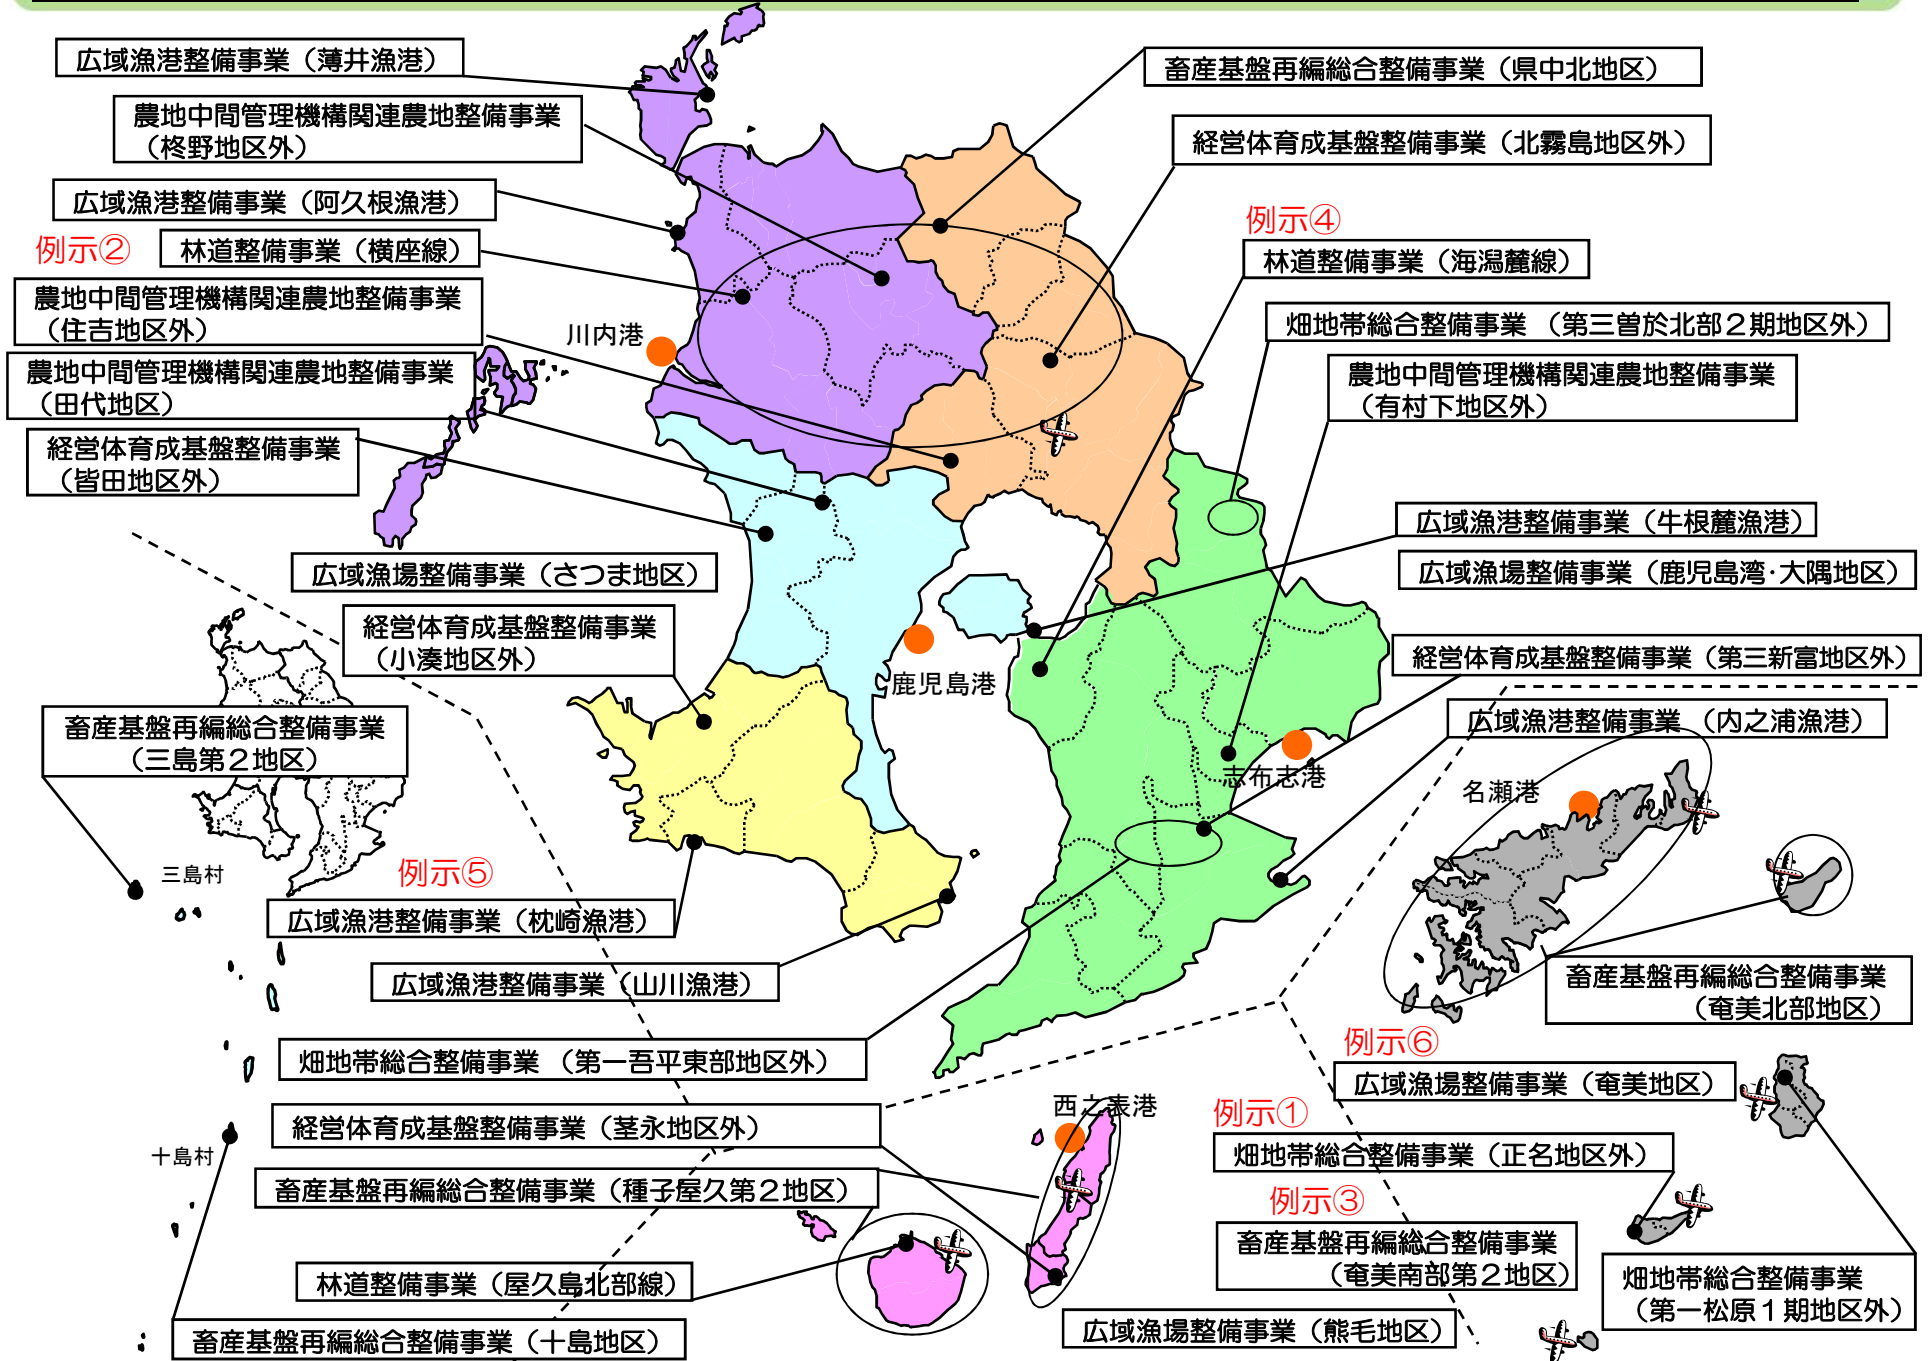 広域漁港整備事業（薄井漁港）
農地中間管理機構関連農地整備事業
（柊野地区外）
広域漁港整備事業（阿久根漁港）
例示②
林道整備事業（横座線）
農地中間管理機構関連農地整備事業
（住吉地区外）
農地中間管理機構関連農地整備事業
（田代地区）
経営体育成基盤整備事業
（皆田地区外）
川内港
畜産基盤再編総合整備事業（県中北地区）
経営体育成基盤整備事業（北霧島地区外）
例示④
林道整備事業（海潟麓線）
畑地帯総合整備事業 （第三曽於北部２期地区外）
農地中間管理機構関連農地整備事業
（有村下地区外）
広域漁港整備事業（牛根麓漁港）
広域漁場整備事業（鹿児島湾･大隅地区）
広域漁場整備事業（さつま地区）
経営体育成基盤整備事業
（小湊地区外）
鹿児島港
経営体育成基盤整備事業（第三新富地区外）
広域漁港整備事業 （内之浦漁港）
志布志港
名瀬港
畜産基盤再編総合整備事業
（三島第２地区）
三島村
例示⑤
広域漁港整備事業（枕崎漁港）
広域漁港整備事業（山川漁港）
畜産基盤再編総合整備事業
（奄美北部地区）
畑地帯総合整備事業 （第一吾平東部地区外）
例示⑥
広域漁場整備事業（奄美地区）
経営体育成基盤整備事業（茎永地区外）
西之表港
例示①
畑地帯総合整備事業（正名地区外）
十島村
畜産基盤再編総合整備事業（種子屋久第２地区）
例示③
畜産基盤再編総合整備事業
（奄美南部第２地区）
林道整備事業（屋久島北部線）
畑地帯総合整備事業
（第一松原１期地区外）
広域漁場整備事業（熊毛地区）
畜産基盤再編総合整備事業（十島地区）